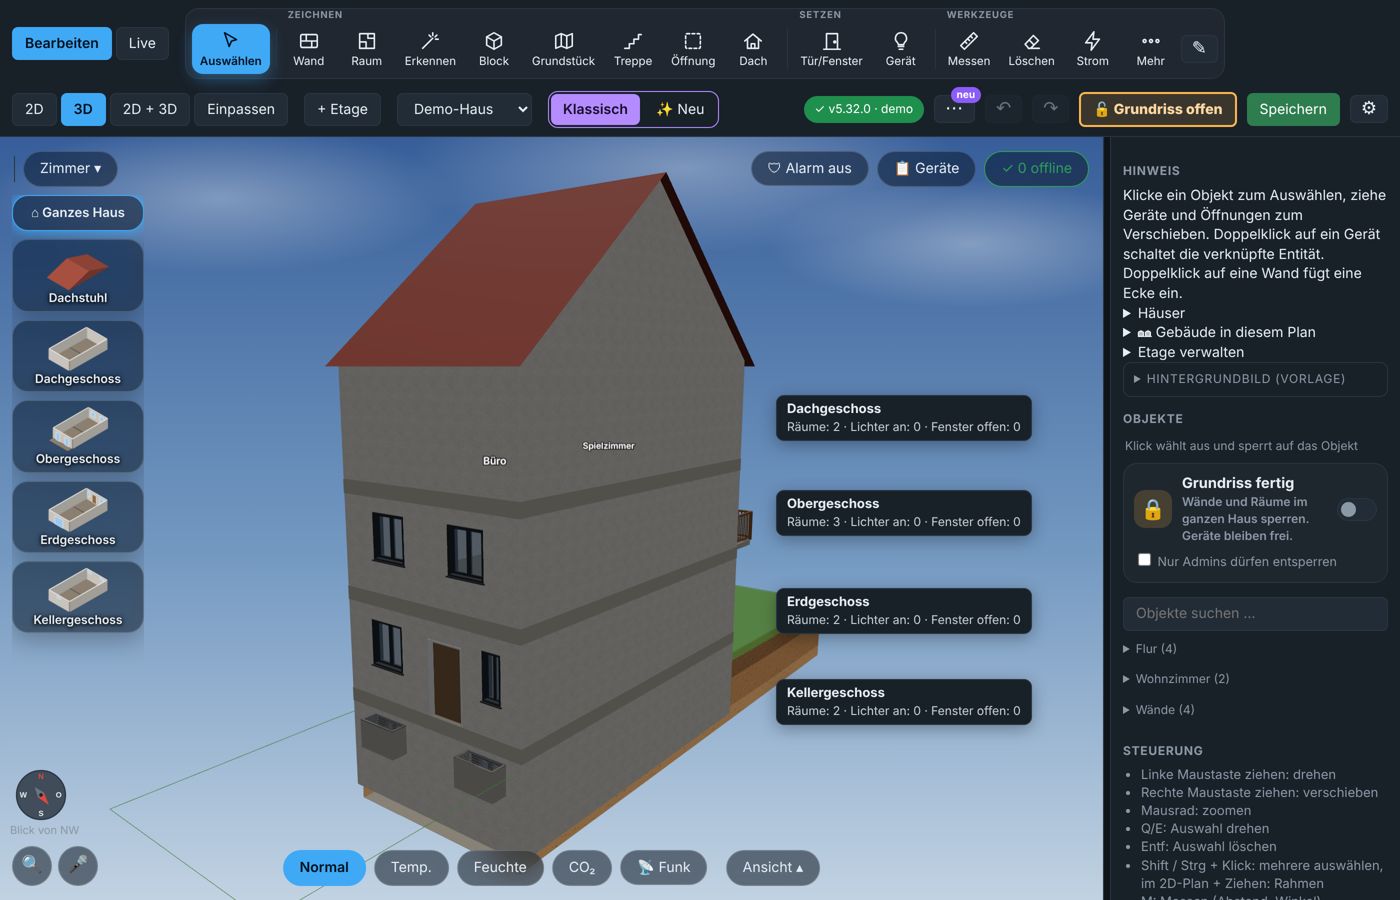 ZEICHNEN
SETZEN
WERKZEUGE
Bearbeiten
Live
Auswählen
Wand
Raum
Erkennen
Block
Grundstück
Treppe
Öffnung
Dach
Tür/Fenster
Gerät
Messen
Löschen
Strom
Mehr
2D
3D
2D + 3D
Einpassen
+ Etage
Demo-Haus
Klassisch
✨ Neu
✓ v5.32.0 · demo
neu
Grundriss offen
Speichern
Zimmer ▾
Alarm aus
Geräte
✓ 0 offline
⌂ Ganzes Haus
Dachstuhl
Dachgeschoss
Obergeschoss
Erdgeschoss
Kellergeschoss
Büro
Spielzimmer
Dachgeschoss
Räume: 2 · Lichter an: 0 · Fenster offen: 0
Obergeschoss
Räume: 3 · Lichter an: 0 · Fenster offen: 0
Erdgeschoss
Räume: 2 · Lichter an: 0 · Fenster offen: 0
Kellergeschoss
Räume: 2 · Lichter an: 0 · Fenster offen: 0
N
W
O
S
Blick von NW
Normal
Temp.
Feuchte
CO₂
Funk
Ansicht ▴
HINWEIS
Klicke ein Objekt zum Auswählen, ziehe
Geräte und Öffnungen zum
Verschieben. Doppelklick auf ein Gerät
schaltet die verknüpfte Entität.
Doppelklick auf eine Wand fügt eine
Ecke ein.
▶ Häuser
▶ Gebäude in diesem Plan
▶ Etage verwalten
▶ HINTERGRUNDBILD (VORLAGE)
OBJEKTE
Klick wählt aus und sperrt auf das Objekt
Grundriss fertig
Wände und Räume im
ganzen Haus sperren.
Geräte bleiben frei.
Nur Admins dürfen entsperren
Objekte suchen ...
▶ Flur (4)
▶ Wohnzimmer (2)
▶ Wände (4)
STEUERUNG
• Linke Maustaste ziehen: drehen
• Rechte Maustaste ziehen: verschieben
• Mausrad: zoomen
• Q/E: Auswahl drehen
• Entf: Auswahl löschen
• Shift / Strg + Klick: mehrere auswählen,
im 2D-Plan + Ziehen: Rahmen
• M: Messen (Abstand, Winkel)